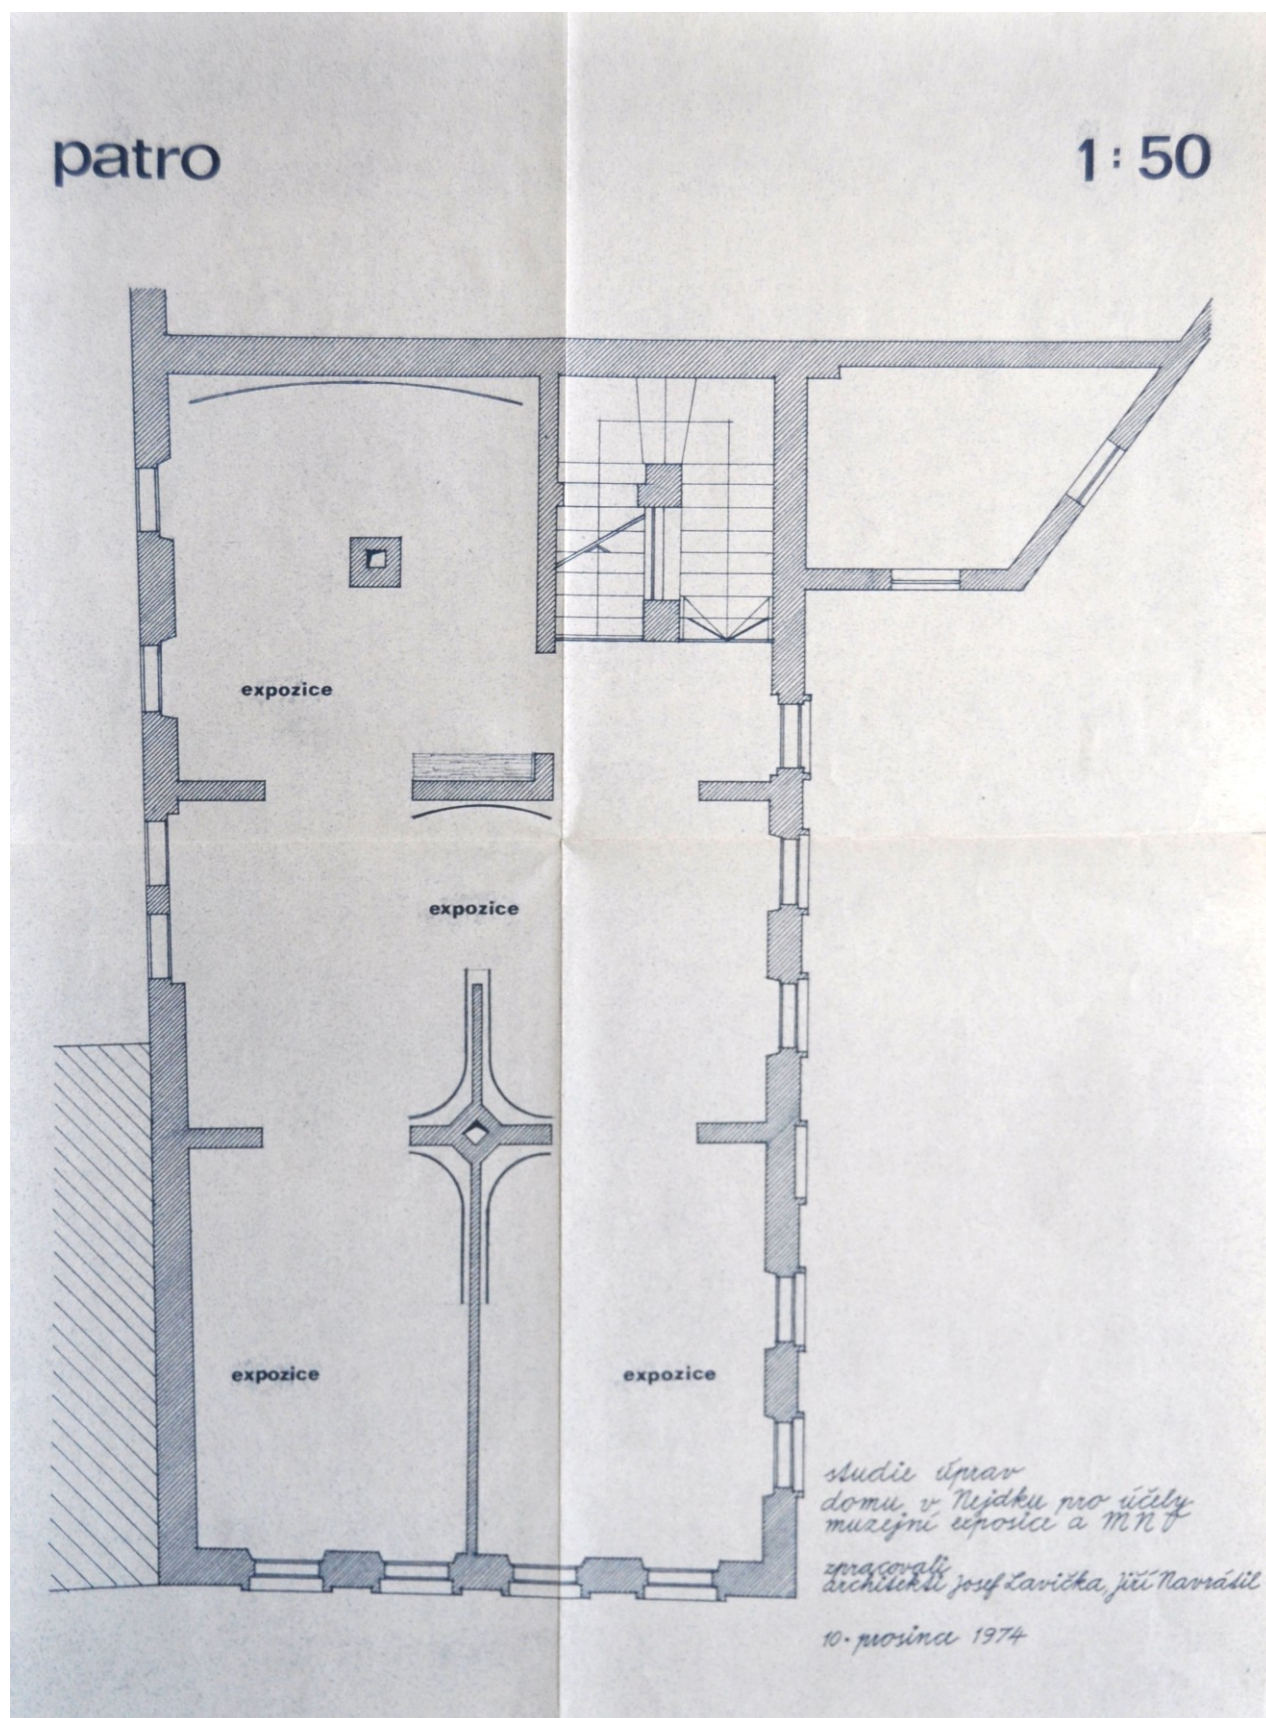 patro
1:50
expozice
expozice
expozice
expozice
studie úprav
domu v Nejdku pro účely
muzejní exposice a MNV
zpracovali
architekti Josef Lavička, Jiří Navrátil
10. prosince 1974